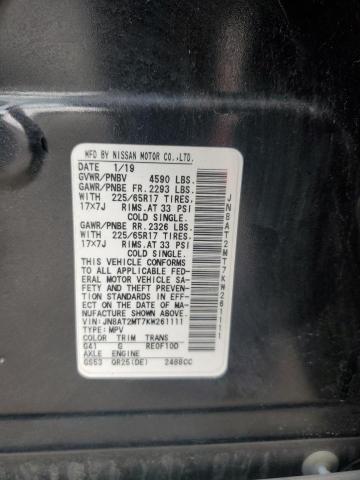 MFD BY NISSAN MOTOR CO.,LTD.
DATE 1/19
GVWR/PNBV 4590 LBS.
GAWR/PNBE FR. 2293 LBS.
WITH 225/65R17 TIRES,
17X7J RIMS.AT 33 PSI
COLD SINGLE.
GAWR/PNBE RR. 2326 LBS.
WITH 225/65R17 TIRES,
17X7J RIMS.AT 33 PSI
COLD SINGLE.
THIS VEHICLE CONFORMS
TO ALL APPLICABLE FED-
ERAL MOTOR VEHICLE SA-
FETY AND THEFT PREVEN-
TION STANDARDS IN EFF-
ECT ON THE DATE OF MA-
NUFACTURE SHOWN ABOVE.
VIN:JN8AT2MT7KW261111
TYPE:MPV
COLOR TRIM TRANS
G41 G RE0F10D
AXLE ENGINE
GS53 QR25(DE) 2488CC
JN8AT2MT7KW261111